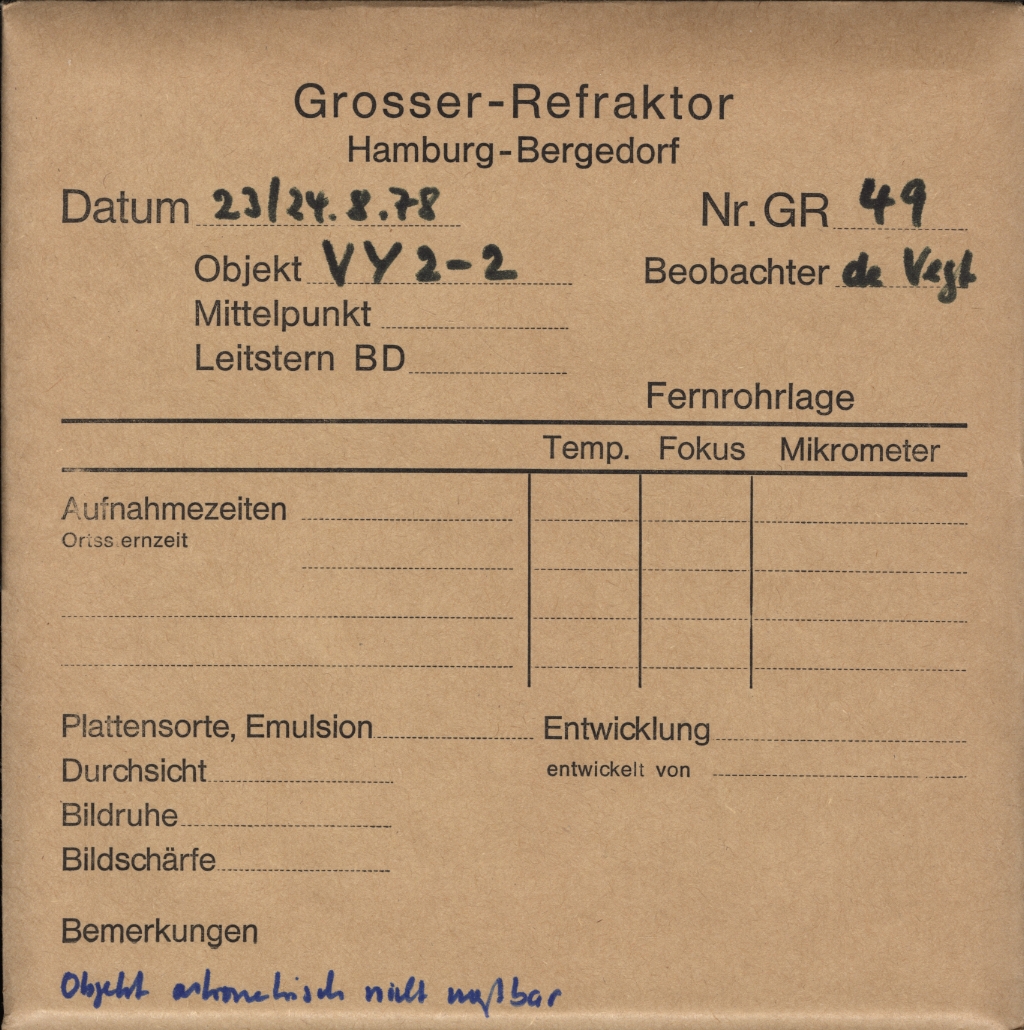 Grosser-Refraktor
Hamburg-Bergedorf
Datum 23/24.8.78 Nr. GR 49
Objekt VY 2-2 Beobachter de Vegt
Mittelpunkt
Leitstern BD
Fernrohrlage
Temp. Fokus Mikrometer
Aufnahmezeiten
Ortss ernzeit
Plattensorte, Emulsion Entwicklung
Durchsicht entwickelt von
Bildruhe
Bildschärfe
Bemerkungen
Objekt astrometrisch nicht meßbar